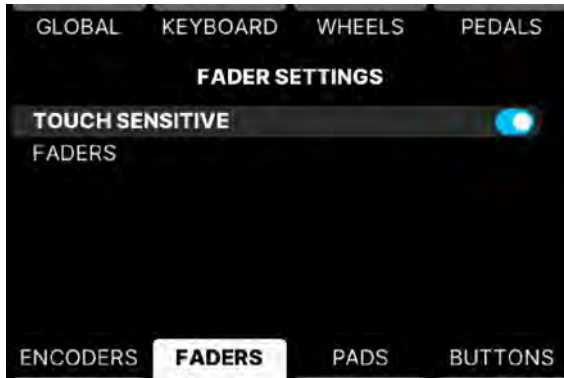 GLOBAL KEYBOARD WHEELS PEDALS
FADER SETTINGS
TOUCH SENSITIVE
FADERS
ENCODERS FADERS PADS BUTTONS